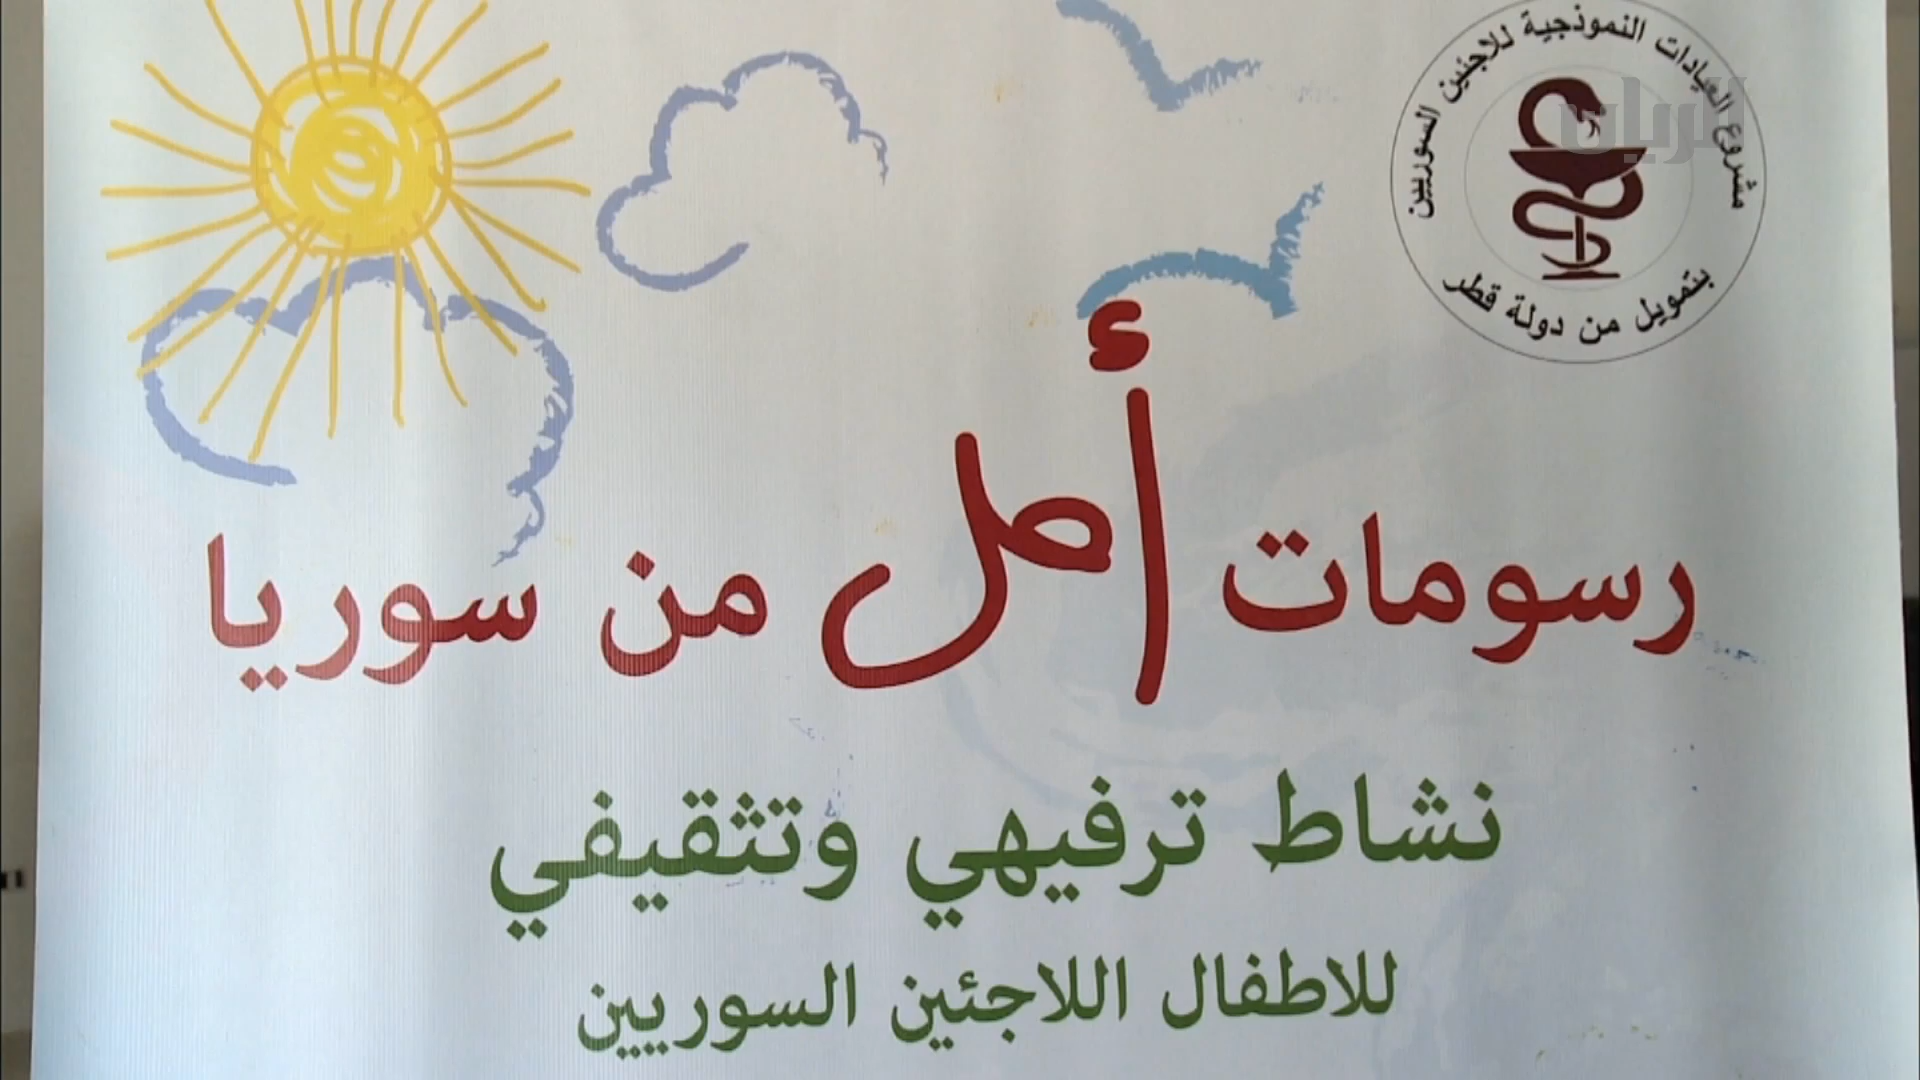 مشروع العيادات النموذجية للاجئين السوريين
الريان
بتمويل من دولة قطر
رسومات أمل من سوريا
نشاط ترفيهي وتثقيفي
للاطفال اللاجئين السوريين